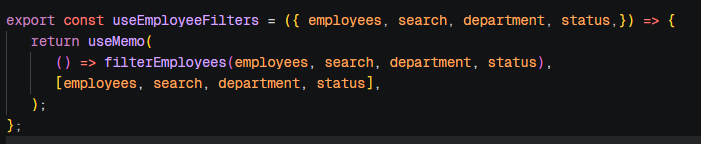 export const useEmployeeFilters = ({ employees, search, department, status,}) => {
return useMemo(
() => filterEmployees(employees, search, department, status),
[employees, search, department, status],
);
};